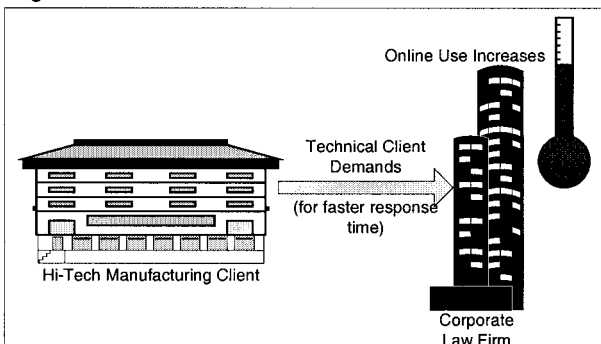 Online Use Increases
Technical Client
Demands
(for faster response
time)
Hi-Tech Manufacturing Client
Corporate
Law Firm